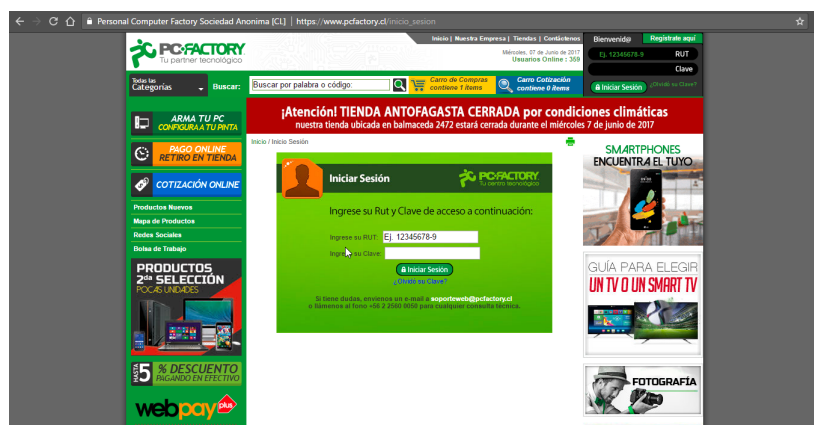 Personal Computer Factory Sociedad Anonima [CL] | https://www.pcfactory.cl/inicio_sesion
Inicio | Nuestra Empresa | Tiendas | Contáctenos
Bienvenid@
Regístrate aquí
PC FACTORY
Tu partner tecnológico
Miércoles, 07 de Junio de 2017
Usuarios Online : 359
Ej. 12345678-9
RUT
Clave
Todas las
Categorías
Buscar:
Buscar por palabra o código:
Carro de Compras
contiene 1 items
Carro Cotización
contiene 0 items
Iniciar Sesión
¿Olvidó su Clave?
¡Atención! TIENDA ANTOFAGASTA CERRADA por condiciones climáticas
nuestra tienda ubicada en balmaceda 2472 estará cerrada durante el miércoles 7 de junio de 2017
ARMA TU PC
CONFIGURA A TU PINTA
PAGO ONLINE
RETIRO EN TIENDA
COTIZACIÓN ONLINE
Productos Nuevos
Mapa de Productos
Redes Sociales
Bolsa de Trabajo
PRODUCTOS
2da SELECCIÓN
POCAS UNIDADES
HASTA
5 % DESCUENTO
PAGANDO EN EFECTIVO
webpay plus
Inicio / Inicio Sesión
Iniciar Sesión
PC FACTORY
Tu centro tecnológico
Ingrese su Rut y Clave de acceso a continuación:
Ingrese su RUT:
Ej. 12345678-9
Ingrese su Clave:
Iniciar Sesión
¿Olvidó su Clave?
Si tiene dudas, envíenos un e-mail a soporteweb@pcfactory.cl
o llámenos al fono +56 2 2560 0050 para cualquier consulta técnica.
SMARTPHONES
ENCUENTRA EL TUYO
GUÍA PARA ELEGIR
UN TV O UN SMART TV
FOTOGRAFÍA